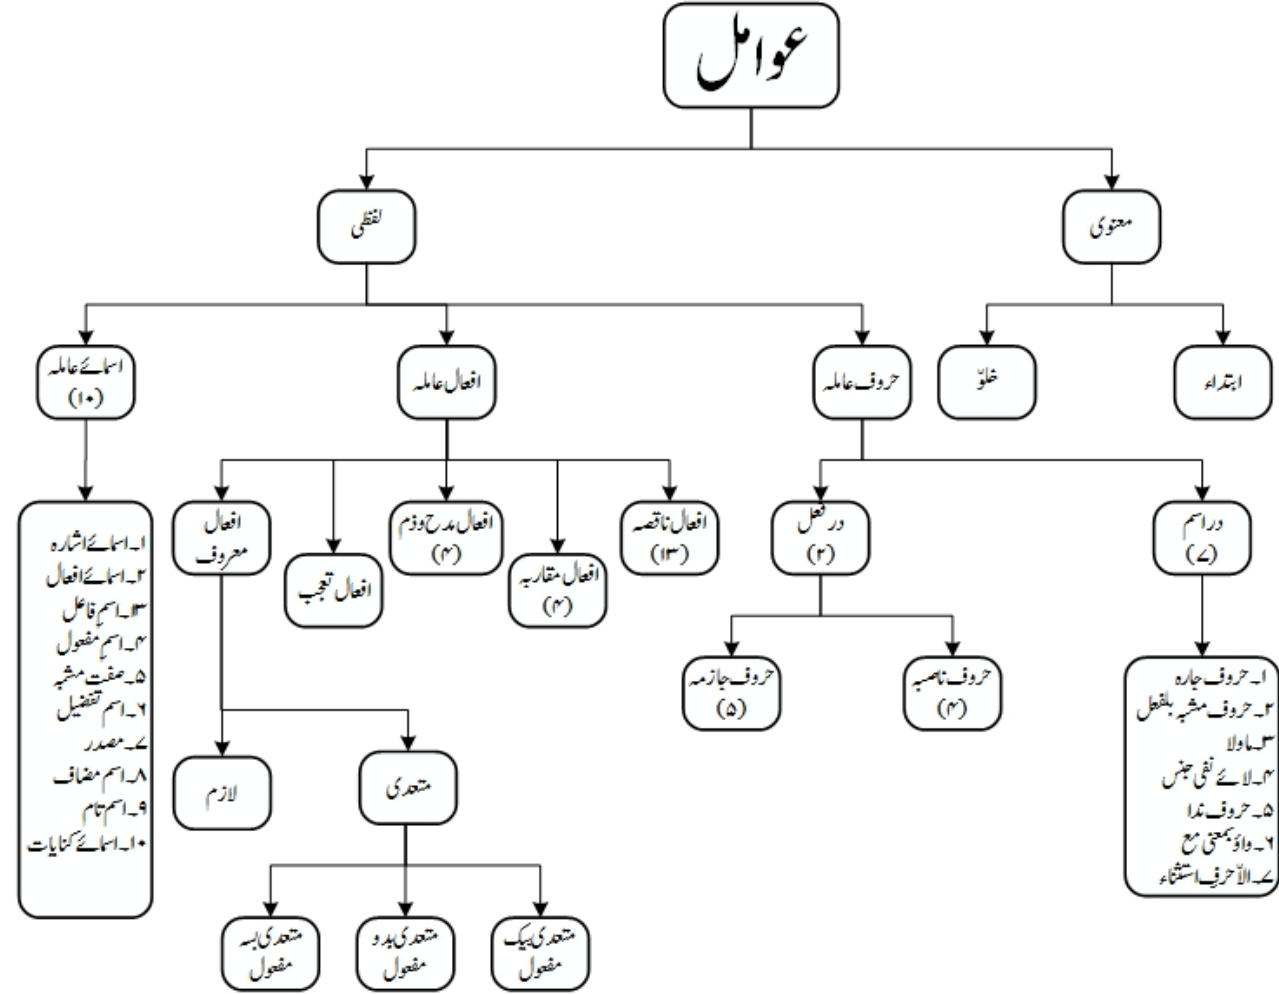 عوامل
معنوی
لفظی
ابتداء
خلوّ
حروف عاملہ
افعال عاملہ
اسمائے عاملہ
(۱۰)
در اسم
(۷)
در فعل
(۲)
افعال ناقصہ
(۱۳)
افعال مقاربہ
(۴)
افعال مدح وذم
(۴)
افعال تعجب
افعال
معروف
۱۔اسمائے اشارہ
۲۔اسمائے افعال
۳۔اسم فاعل
۴۔اسم مفعول
۵۔صفت مشبہ
۶۔اسم تفضیل
۷۔مصدر
۸۔اسم مضاف
۹۔اسم تام
۱۰۔اسمائے کنایات
حروف ناصبہ
(۴)
حروف جازمہ
(۵)
۱۔حروف جارہ
۲۔حروف مشبہ بلفعل
۳۔ماولا
۴۔لائے نفی جنس
۵۔حروف ندا
۶۔واؤ بمعنی مع
۷۔الاّ حرف استثناء
متعدی
لازم
متعدی بیک
مفعول
متعدی بدو
مفعول
متعدی بسہ
مفعول